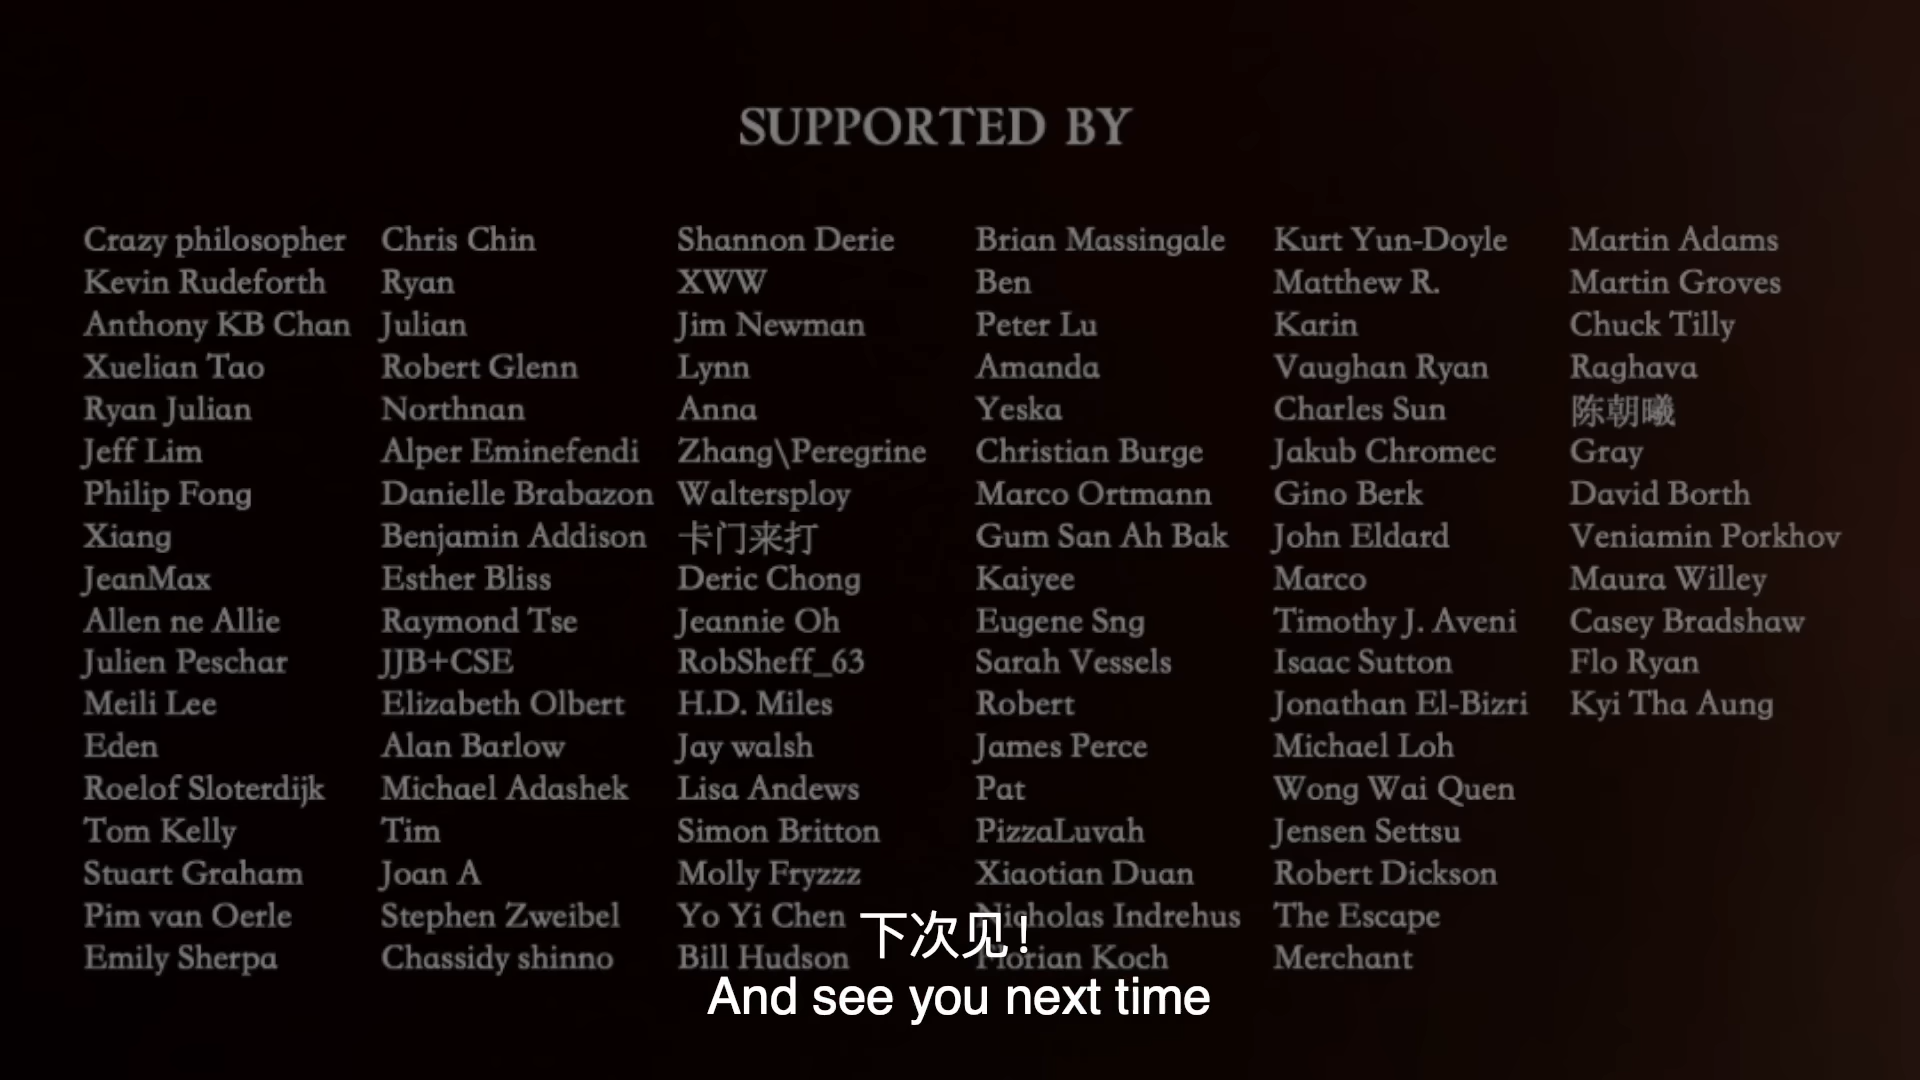 SUPPORTED BY
Crazy philosopher
Kevin Rudeforth
Anthony KB Chan
Xuelian Tao
Ryan Julian
Jeff Lim
Philip Fong
Xiang
JeanMax
Allen ne Allie
Julien Peschar
Meili Lee
Eden
Roelof Sloterdijk
Tom Kelly
Stuart Graham
Pim van Oerle
Emily Sherpa
Chris Chin
Ryan
Julian
Robert Glenn
Northnan
Alper Eminefendi
Danielle Brabazon
Benjamin Addison
Esther Bliss
Raymond Tse
JJB+CSE
Elizabeth Olbert
Alan Barlow
Michael Adashek
Tim
Joan A
Stephen Zweibel
Chassidy shinno
Shannon Derie
XWW
Jim Newman
Lynn
Anna
Zhang\Peregrine
Waltersploy
卡门来打
Deric Chong
Jeannie Oh
RobSheff_63
H.D. Miles
Jay walsh
Lisa Andews
Simon Britton
Molly Fryzzz
Yo Yi Chen
Bill Hudson
Brian Massingale
Ben
Peter Lu
Amanda
Yeska
Christian Burge
Marco Ortmann
Gum San Ah Bak
Kaiyee
Eugene Sng
Sarah Vessels
Robert
James Perce
Pat
PizzaLuvah
Xiaotian Duan
Nicholas Indrehus
Florian Koch
Kurt Yun-Doyle
Matthew R.
Karin
Vaughan Ryan
Charles Sun
Jakub Chromec
Gino Berk
John Eldard
Marco
Timothy J. Aveni
Isaac Sutton
Jonathan El-Bizri
Michael Loh
Wong Wai Quen
Jensen Settsu
Robert Dickson
The Escape
Merchant
Martin Adams
Martin Groves
Chuck Tilly
Raghava
陈朝曦
Gray
David Borth
Veniamin Porkhov
Maura Willey
Casey Bradshaw
Flo Ryan
Kyi Tha Aung
下次见！
And see you next time